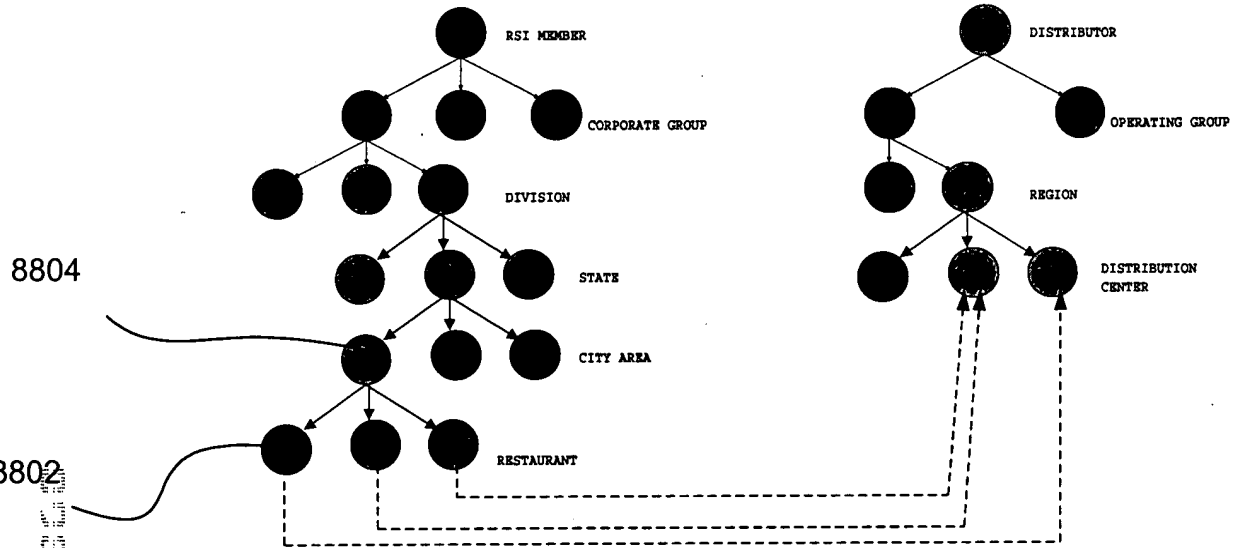 RSI MEMBER
DISTRIBUTOR
CORPORATE GROUP
OPERATING GROUP
DIVISION
REGION
8804
STATE
DISTRIBUTION
CENTER
CITY AREA
RESTAURANT
8802